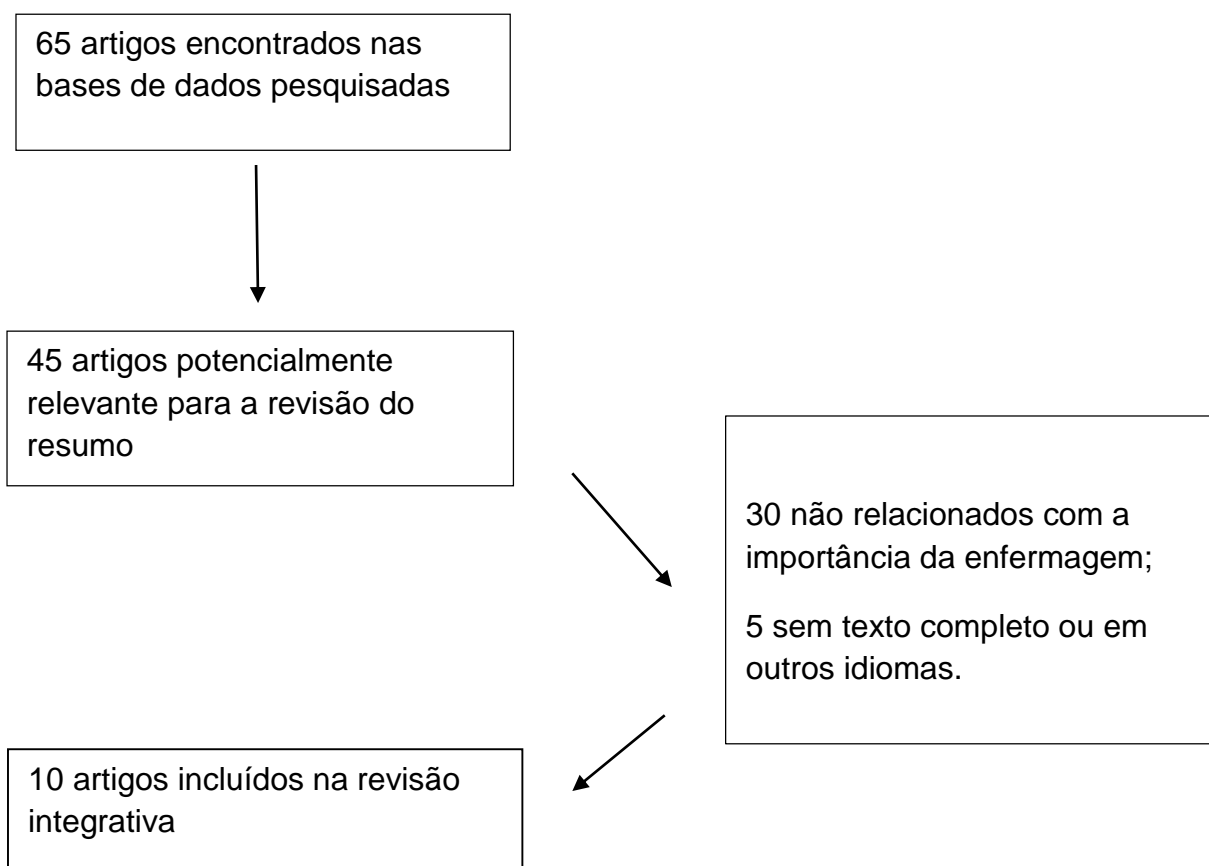 65 artigos encontrados nas
bases de dados pesquisadas
45 artigos potencialmente
relevante para a revisão do
resumo
30 não relacionados com a
importância da enfermagem;
5 sem texto completo ou em
outros idiomas.
10 artigos incluídos na revisão
integrativa